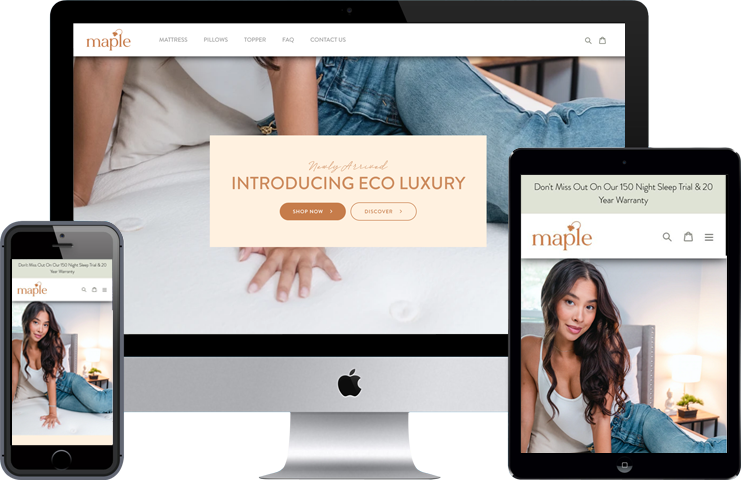 maple
MATTRESS PILLOWS TOPPER FAQ CONTACT US
Newly Arrived
INTRODUCING ECO LUXURY
SHOP NOW > DISCOVER >
Don't Miss Out On Our 150 Night Sleep Trial & 20
Year Warranty
maple
Don't Miss Out On Our 150 Night Sleep Trial & 20
Year Warranty
maple